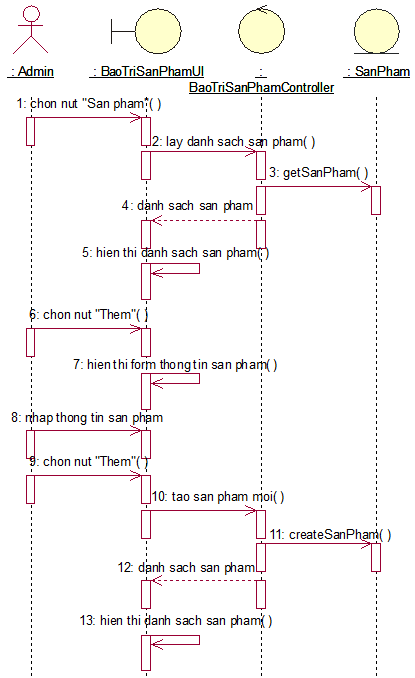 : Admin
: BaoTriSanPhamUI
:
BaoTriSanPhamController
: SanPham
1: chon nut "San pham"( )
2: lay danh sach san pham( )
3: getSanPham( )
4: danh sach san pham
5: hien thi danh sach san pham( )
6: chon nut "Them"( )
7: hien thi form thong tin san pham( )
8: nhap thong tin san pham
9: chon nut "Them"( )
10: tao san pham moi( )
11: createSanPham( )
12: danh sach san pham
13: hien thi danh sach san pham( )